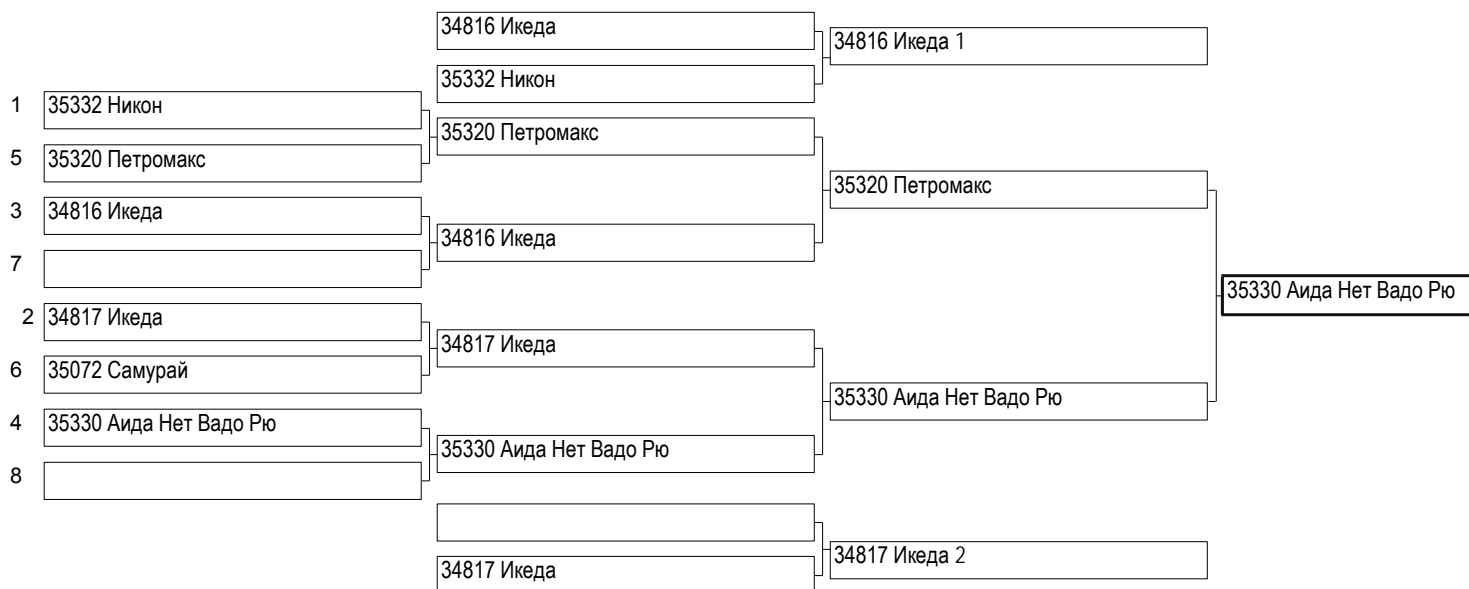 34816 Икеда
34816 Икеда 1
35332 Никон
1 35332 Никон
35320 Петромакс
5 35320 Петромакс
35320 Петромакс
3 34816 Икеда
34816 Икеда
7
35330 Аида Нет Вадо Рю
2 34817 Икеда
34817 Икеда
6 35072 Самурай
35330 Аида Нет Вадо Рю
4 35330 Аида Нет Вадо Рю
35330 Аида Нет Вадо Рю
8
34817 Икеда 2
34817 Икеда